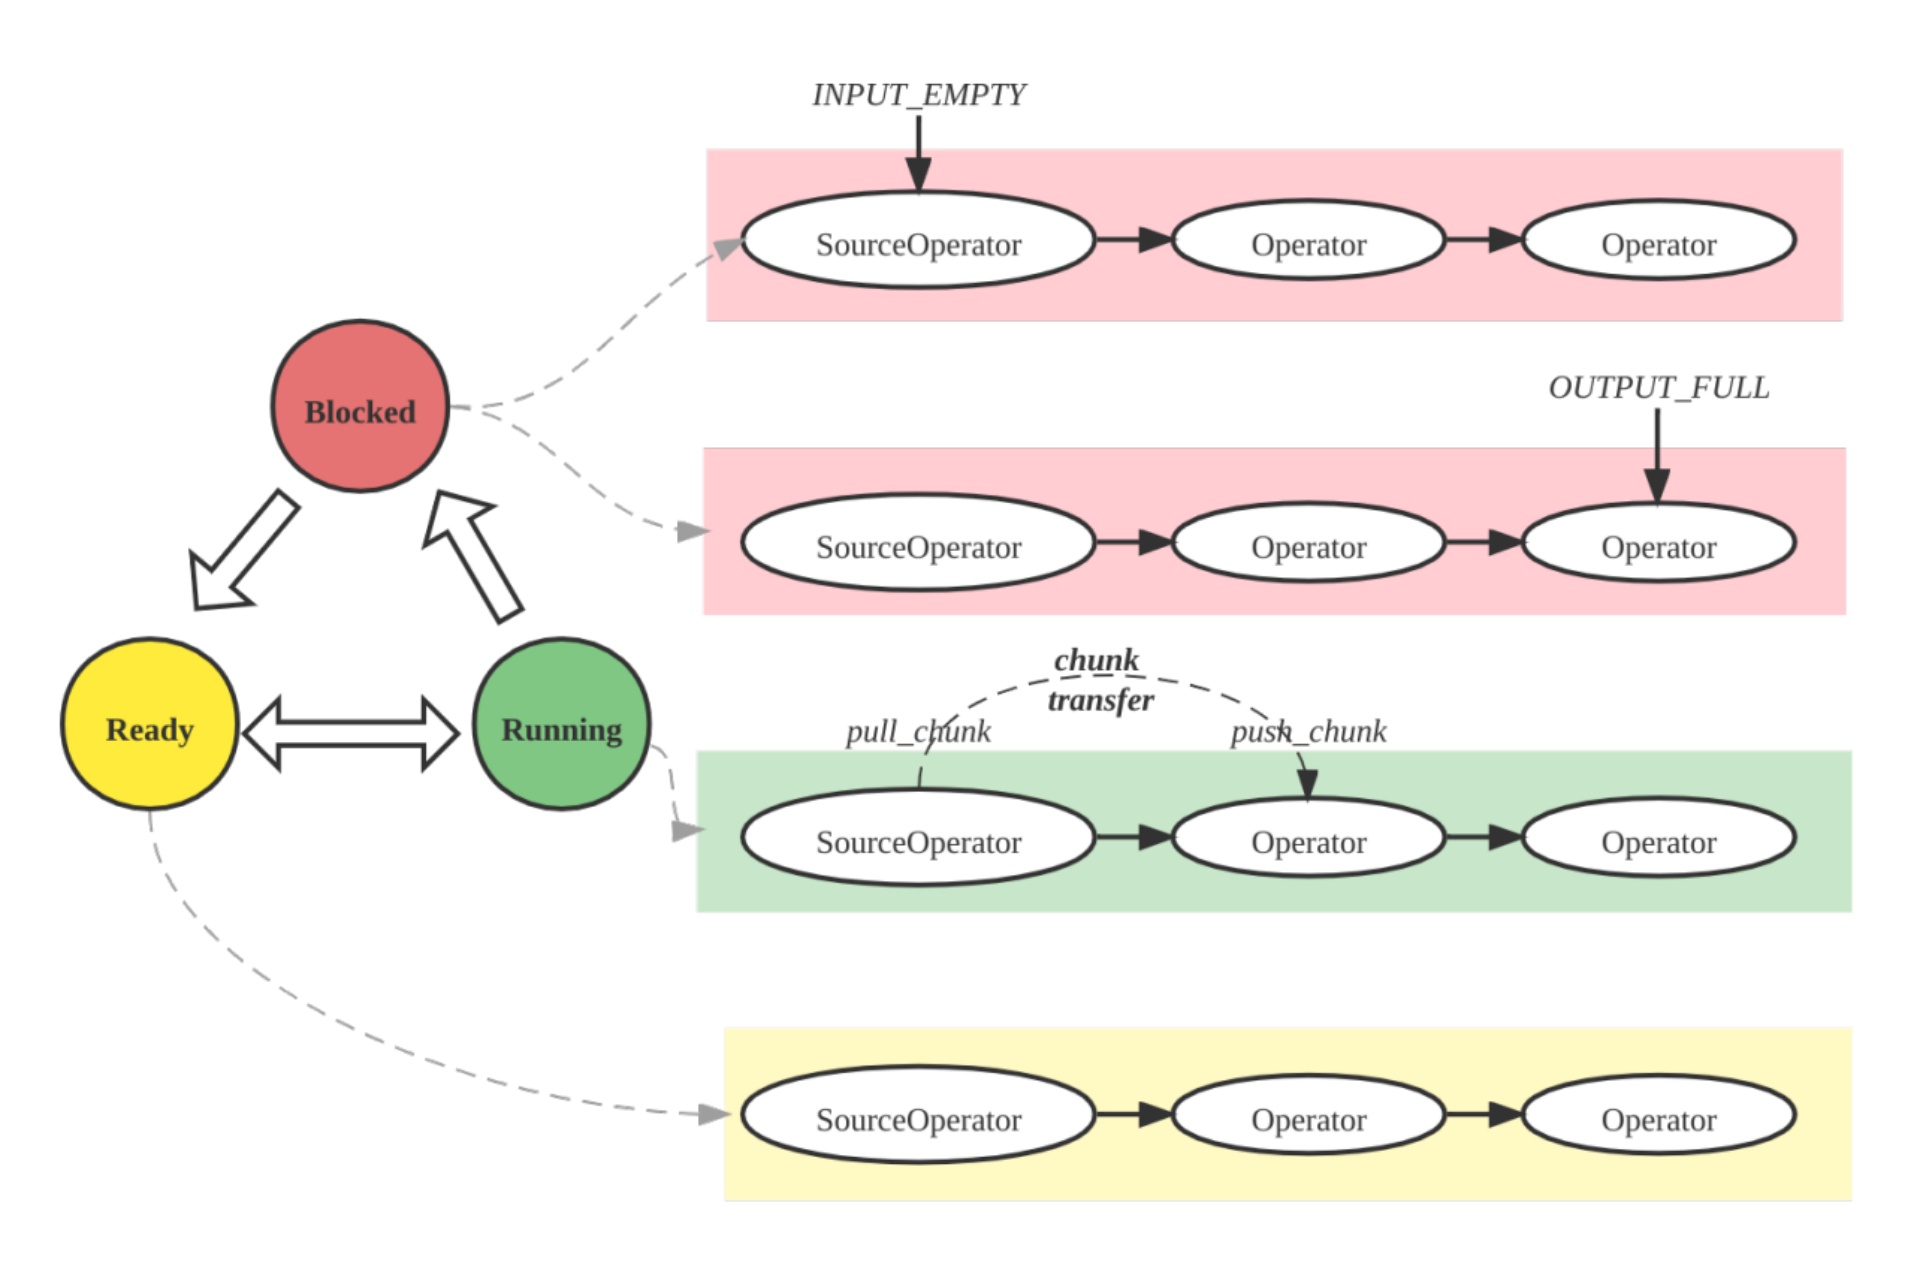 INPUT_EMPTY
SourceOperator
Operator
Operator
Blocked
OUTPUT_FULL
SourceOperator
Operator
Operator
Ready
Running
chunk
transfer
pull_chunk
push_chunk
SourceOperator
Operator
Operator
SourceOperator
Operator
Operator